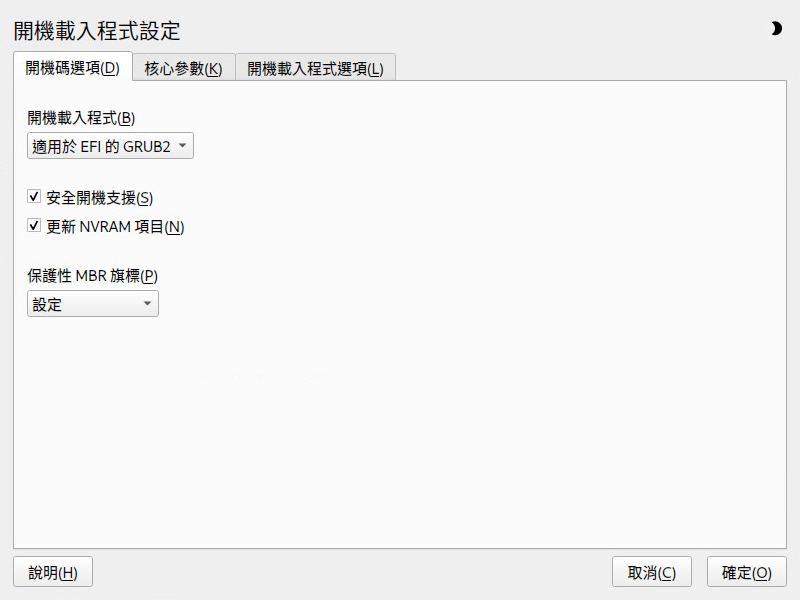 開機載入程式設定
開機碼選項(D) 核心參數(K) 開機載入程式選項(L)
開機載入程式(B)
適用於 EFI 的 GRUB2
安全開機支援(S)
更新 NVRAM 項目(N)
保護性 MBR 旗標(P)
設定
說明(H) 取消(C) 確定(O)